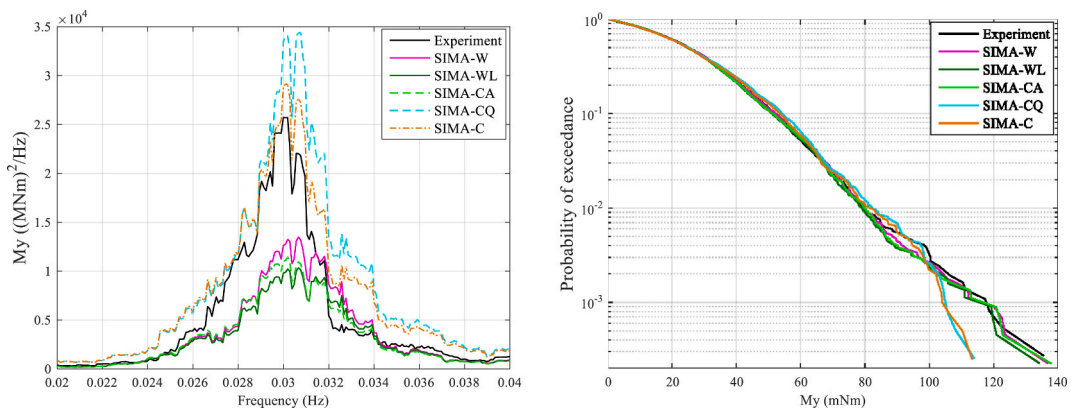 ×10⁴
3.5
3
2.5
2
1.5
1
0.5
0
My ((MNm)²/Hz)
0.02 0.022 0.024 0.026 0.028 0.03 0.032 0.034 0.036 0.038 0.04
Frequency (Hz)
Experiment
SIMA-W
SIMA-WL
SIMA-CA
SIMA-CQ
SIMA-C
10⁰
10⁻¹
10⁻²
10⁻³
Probability of exceedance
0 20 40 60 80 100 120 140
My (mNm)
Experiment
SIMA-W
SIMA-WL
SIMA-CA
SIMA-CQ
SIMA-C